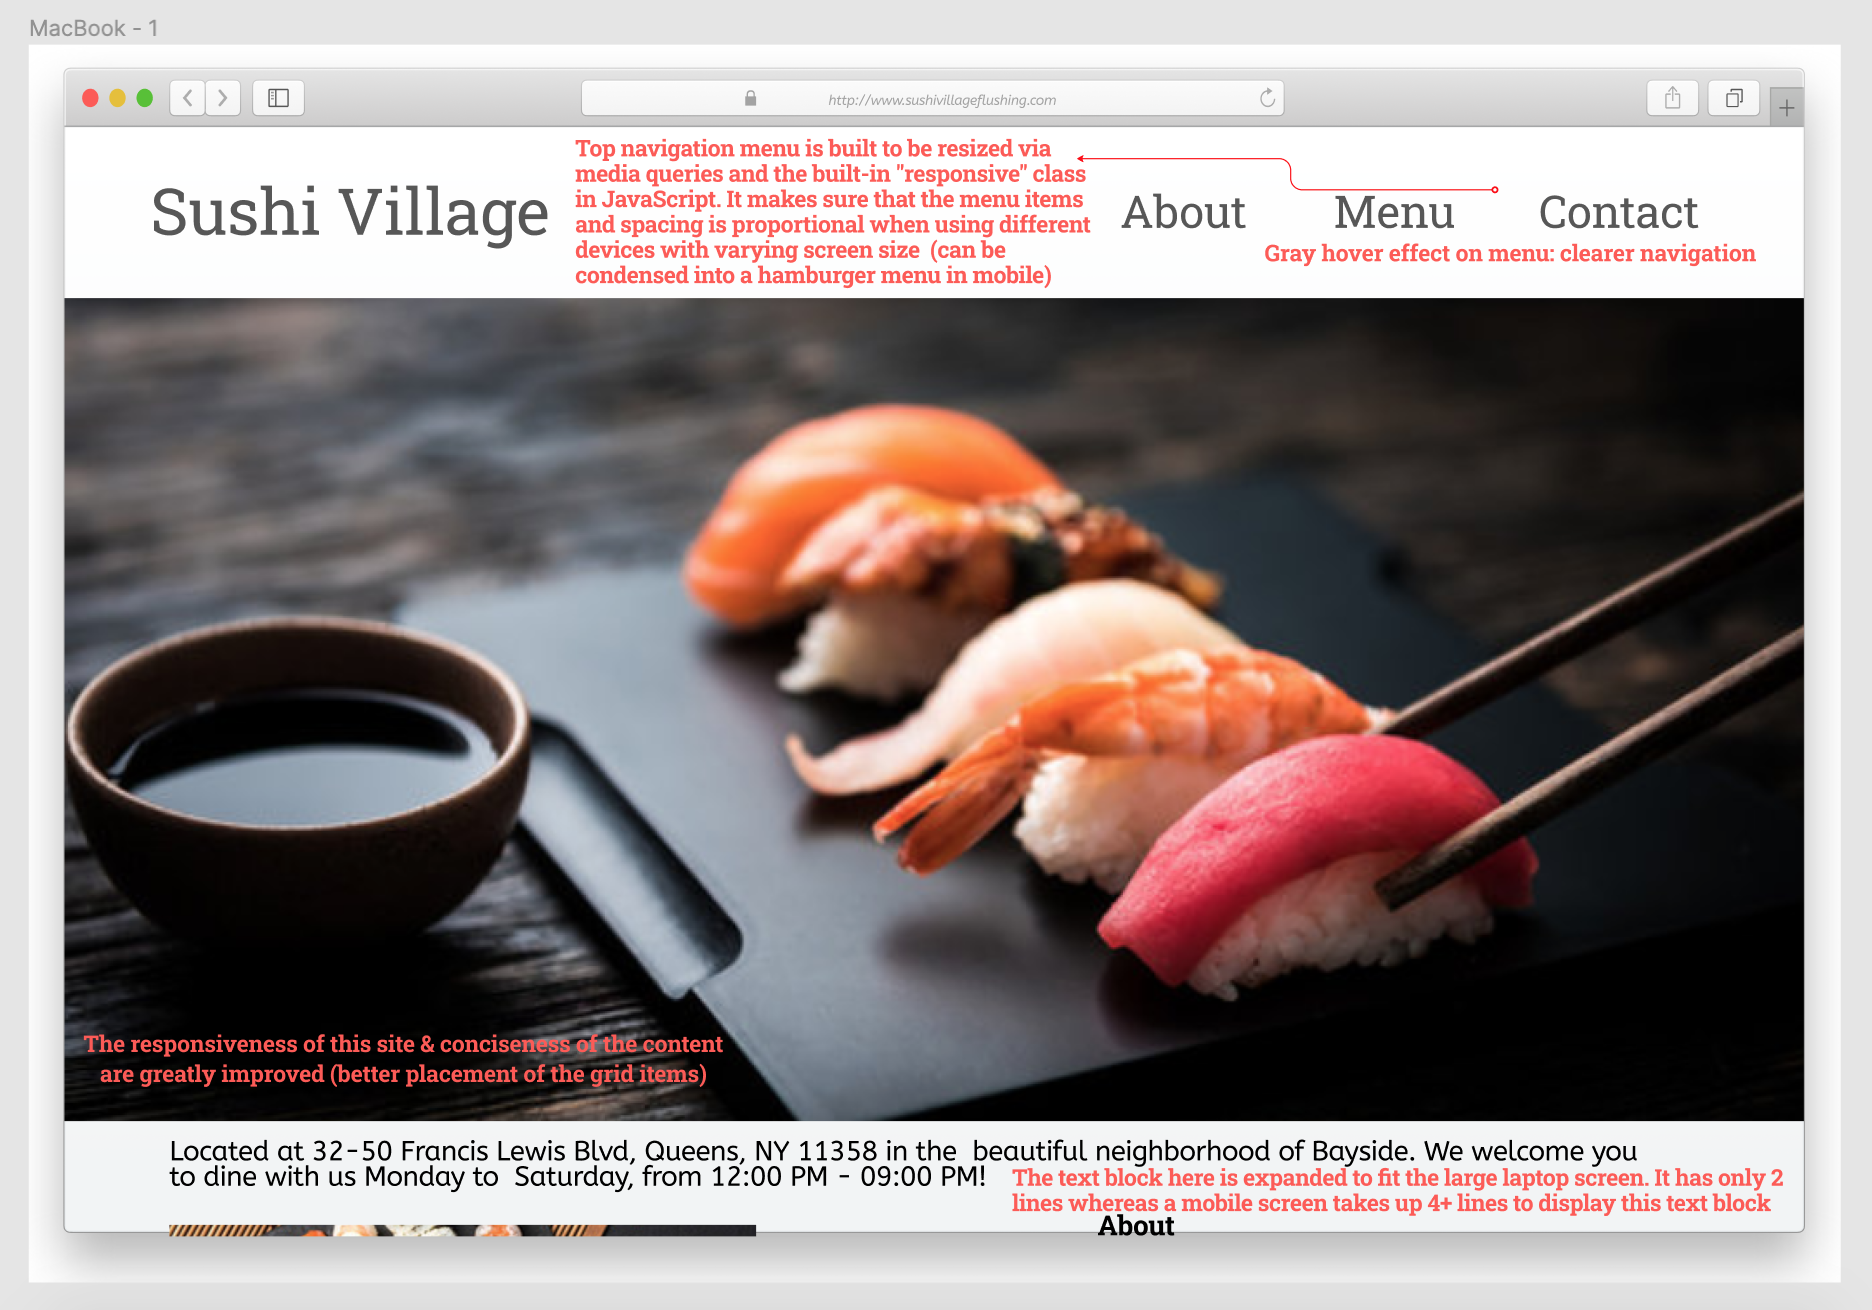 MacBook - 1
http://www.sushivillageflushing.com
Sushi Village
Top navigation menu is built to be resized via
media queries and the built-in "responsive" class
in JavaScript. It makes sure that the menu items
and spacing is proportional when using different
devices with varying screen size (can be
condensed into a hamburger menu in mobile)
About Menu Contact
Gray hover effect on menu: clearer navigation
The responsiveness of this site & conciseness of the content
are greatly improved (better placement of the grid items)
Located at 32-50 Francis Lewis Blvd, Queens, NY 11358 in the beautiful neighborhood of Bayside. We welcome you
to dine with us Monday to Saturday, from 12:00 PM - 09:00 PM!
The text block here is expanded to fit the large laptop screen. It has only 2
lines whereas a mobile screen takes up 4+ lines to display this text block
About